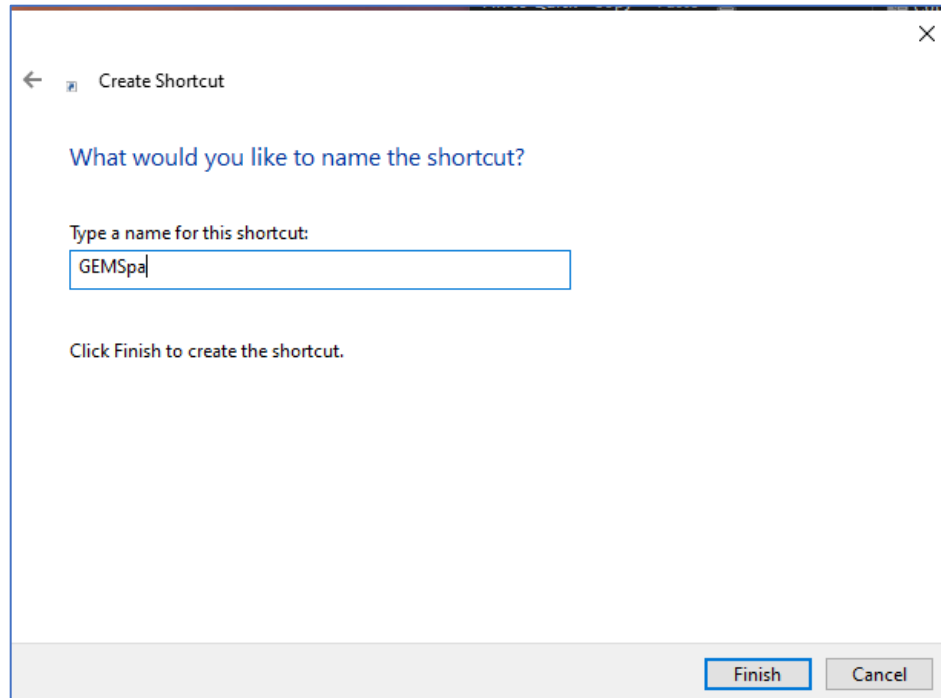 Create Shortcut
What would you like to name the shortcut?
Type a name for this shortcut:
GEMSpa
Click Finish to create the shortcut.
Finish Cancel